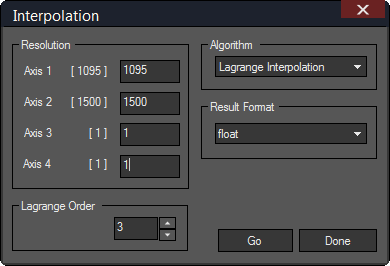 Interpolation
Resolution
Axis 1 [ 1095 ] 1095
Axis 2 [ 1500 ] 1500
Axis 3 [ 1 ] 1
Axis 4 [ 1 ] 1
Lagrange Order
3
Algorithm
Lagrange Interpolation
Result Format
float
Go Done